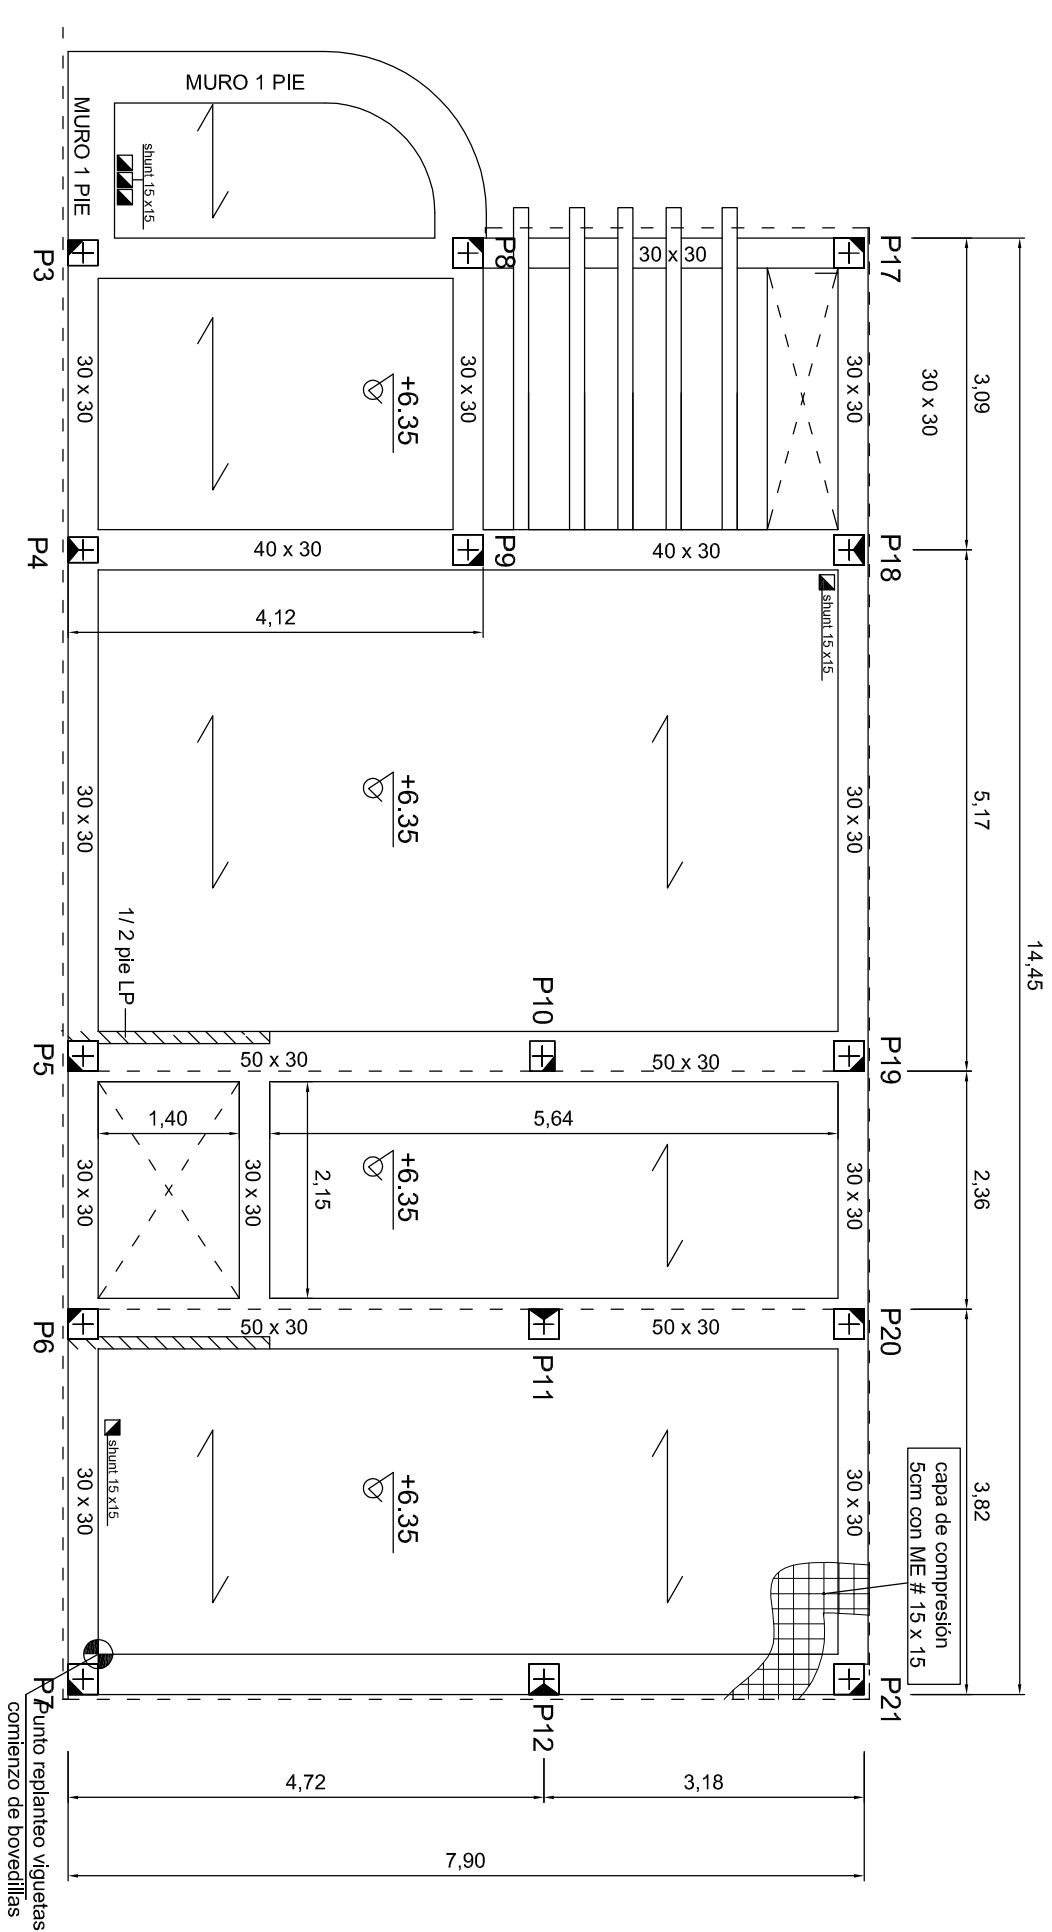 MURO 1 PIE
MURO 1 PIE
shunt 15 x15
P3
P8
30 x 30
P17
30 x 30
30 x 30
30 x 30
30 x 30
3,09
+6.35
P4
40 x 30
P9
40 x 30
P18
4,12
shunt 15 x15
30 x 30
+6.35
30 x 30
5,17
14,45
1/ 2 pie LP
P10
P5
50 x 30
50 x 30
P19
1,40
5,64
30 x 30
x
x
30 x 30
2,15
+6.35
30 x 30
2,36
P6
50 x 30
P11
50 x 30
P20
shunt 15 x15
30 x 30
+6.35
30 x 30
3,82
capa de compresión
5cm con ME # 15 x 15
P7
P12
P21
Punto replanteo viguetas
comienzo de bovedillas
4,72
3,18
7,90